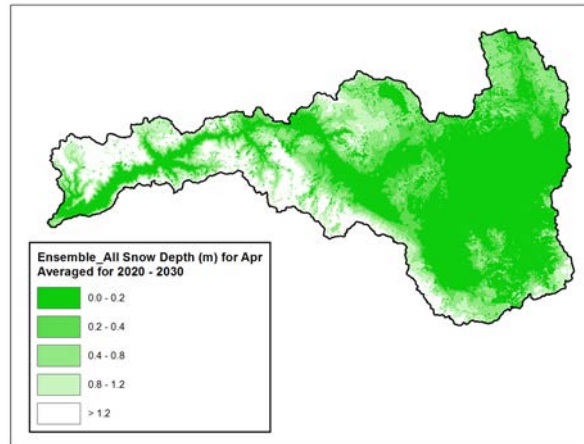 Ensemble_All Snow Depth (m) for Apr
Averaged for 2020 - 2030
0.0 - 0.2
0.2 - 0.4
0.4 - 0.8
0.8 - 1.2
> 1.2